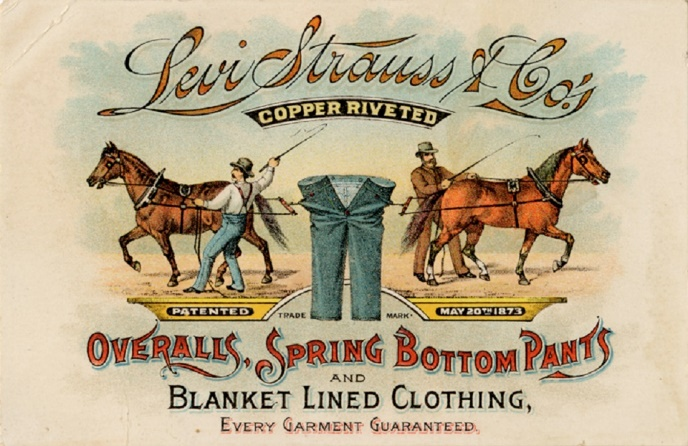 Levi Strauss & Co's
COPPER RIVETED
PATENTED
TRADE MARK.
MAY 20TH 1873
OVERALLS, SPRING BOTTOM PANTS
AND
BLANKET LINED CLOTHING,
EVERY GARMENT GUARANTEED.